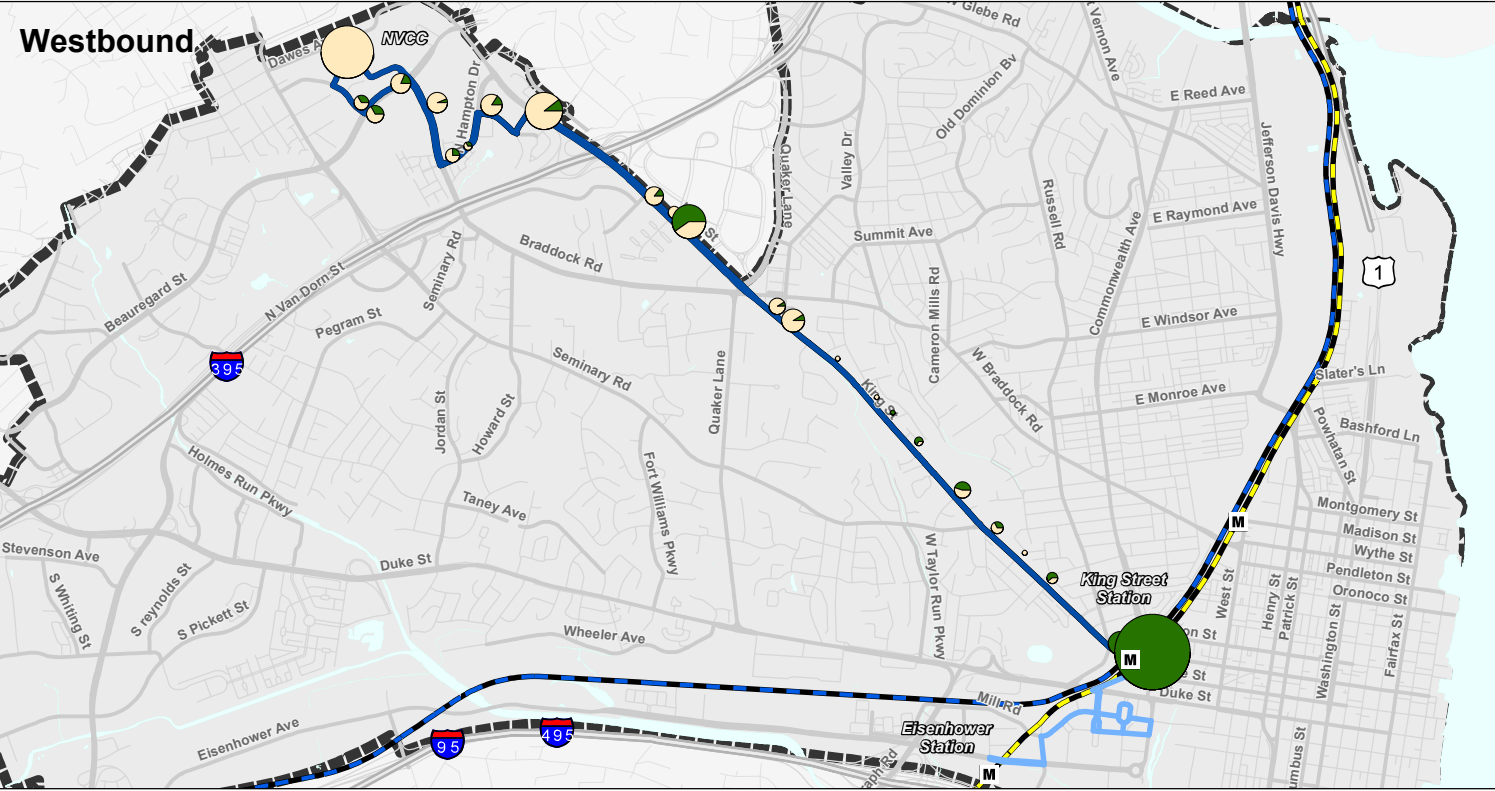 Westbound
NVCC
N Hampton Dr
Glebe Rd
Vernon Ave
Old Dominion Bv
E Reed Ave
Jefferson Davis Hwy
Quaker Lane
Valley Dr
Russell Rd
E Raymond Ave
Commonwealth Ave
Summit Ave
St
Braddock Rd
Seminary Rd
N Van Dorn St
Beauregard St
Pegram St
395
Cameron Mills Rd
1
E Windsor Ave
W Braddock Rd
Slater's Ln
E Monroe Ave
Seminary Rd
Quaker Lane
King St
Jordan St
Howard St
Powhatan St
Bashford Ln
Holmes Run Pkwy
Fort Williams Pkwy
Taney Ave
Montgomery St
M
Madison St
Wythe St
Pendleton St
Oronoco St
Stevenson Ave
Duke St
W Taylor Run Pkwy
S Whiting St
S reynolds St
S Pickett St
King Street
Station
West St
Henry St
Patrick St
Washington St
Fairfax St
Wheeler Ave
M
Duke St
Mill Rd
Eisenhower
Station
Eisenhower Ave
95
495
M